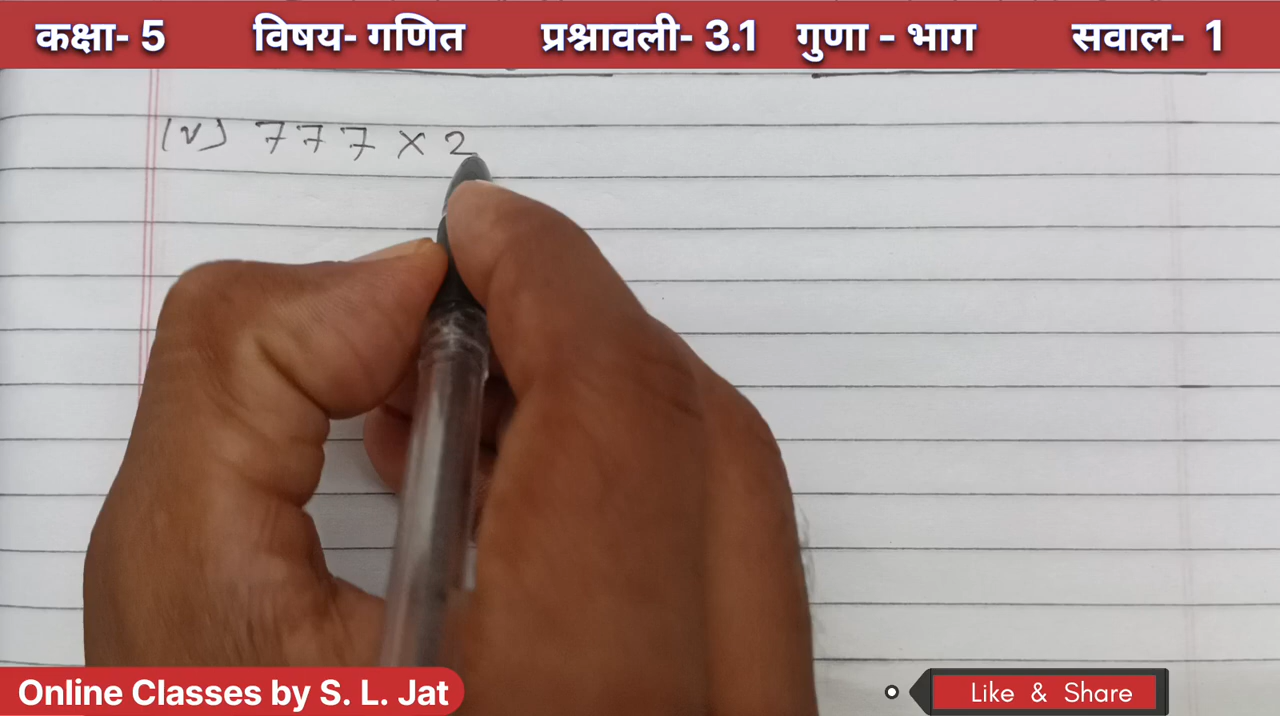 कक्षा- 5 विषय- गणित प्रश्नावली- 3.1 गुणा - भाग सवाल- 1
(v) 777 × 2
Online Classes by S. L. Jat
Like & Share